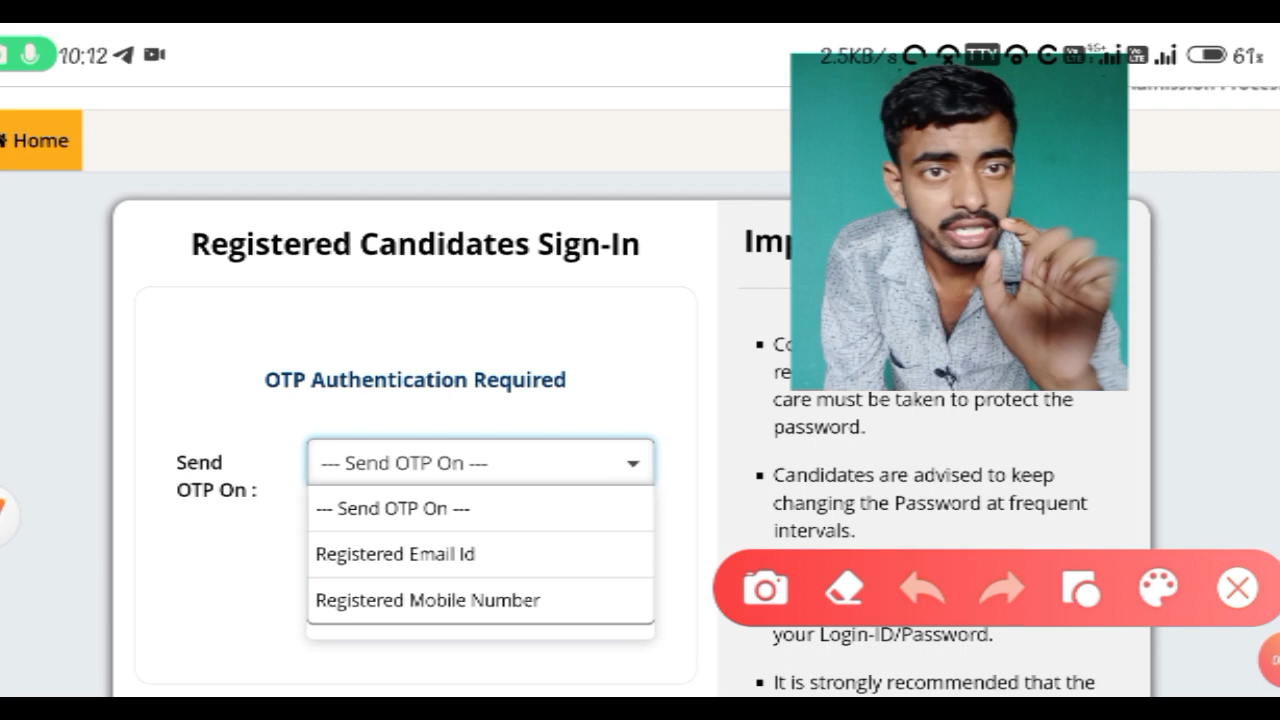 10:12
2.5KB/s
TTY
4G+
61%
Home
Registered Candidates Sign-In
OTP Authentication Required
Send
OTP On :
--- Send OTP On ---
--- Send OTP On ---
Registered Email Id
Registered Mobile Number
care must be taken to protect the
password.
Candidates are advised to keep
changing the Password at frequent
intervals.
your Login-ID/Password.
It is strongly recommended that the